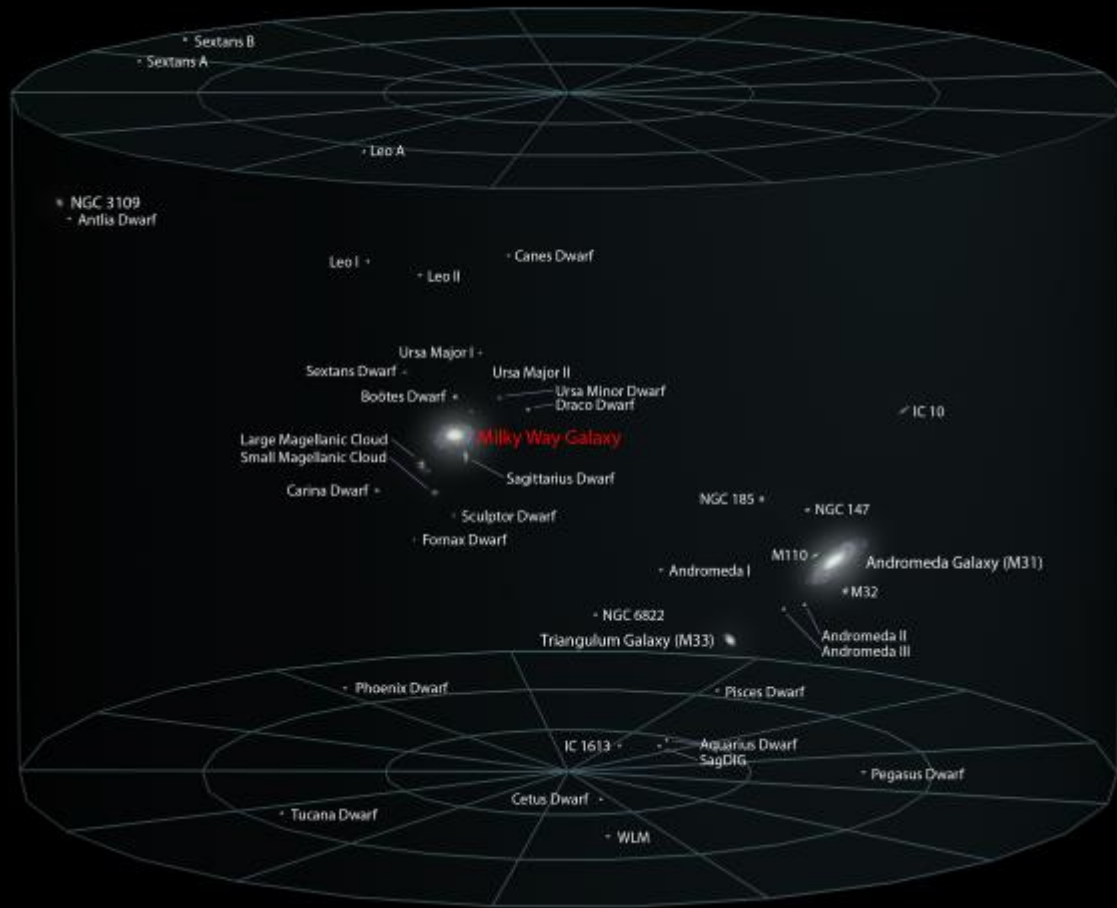 Sextans B
Sextans A
Leo A
NGC 3109
Antlia Dwarf
Canes Dwarf
Leo I
Leo II
Ursa Major I
Sextans Dwarf
Ursa Major II
Boötes Dwarf
Ursa Minor Dwarf
Draco Dwarf
IC 10
Milky Way Galaxy
Large Magellanic Cloud
Small Magellanic Cloud
Sagittarius Dwarf
Carina Dwarf
NGC 185
NGC 147
Sculptor Dwarf
Fornax Dwarf
M110
Andromeda Galaxy (M31)
Andromeda I
M32
NGC 6822
Triangulum Galaxy (M33)
Andromeda II
Andromeda III
Phoenix Dwarf
Pisces Dwarf
IC 1613
Aquarius Dwarf
SagDIG
Pegasus Dwarf
Cetus Dwarf
Tucana Dwarf
WLM